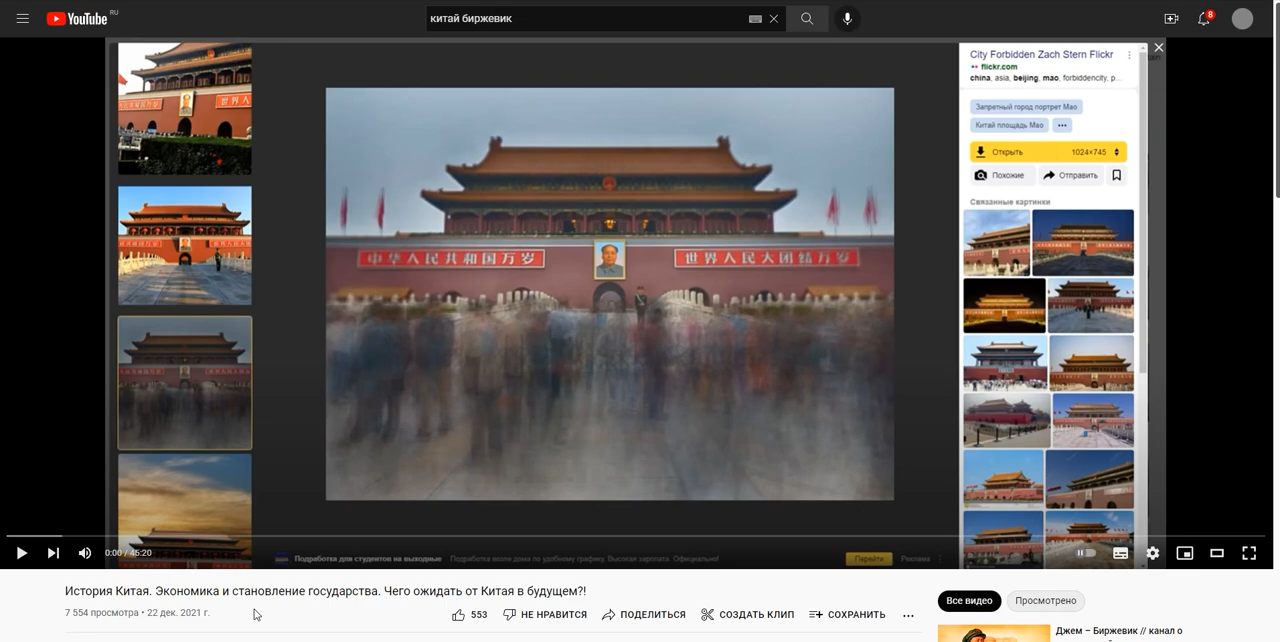 YouTube RU
китай биржевик
8
City Forbidden Zach Stern Flickr
flickr.com
china, asia, beijing, mao, forbiddencity, p...
Запретный город портрет Мао
Китай площадь Мао
Открыть 1024×745
Похожие Отправить
Связанные картинки
中华人民共和国万岁 世界人民大团结万岁
0:00 / 45:20
Подработка для студентов на выходные Подработка возле дома по удобному графику. Высокая зарплата. Официально! Перейти Реклама
История Китая. Экономика и становление государства. Чего ожидать от Китая в будущем?!
7 554 просмотра • 22 дек. 2021 г.
553 НЕ НРАВИТСЯ ПОДЕЛИТЬСЯ СОЗДАТЬ КЛИП СОХРАНИТЬ ...
Все видео Просмотрено
Джем – Биржевик // канал о